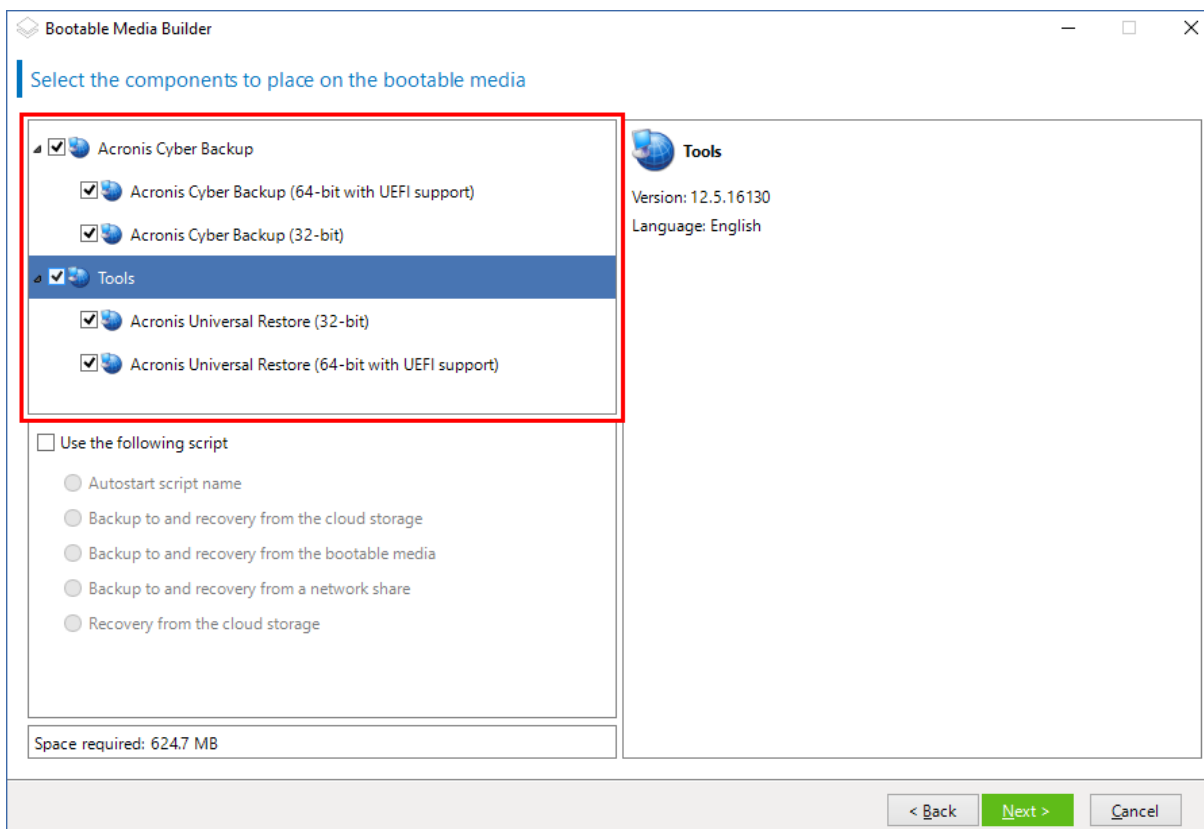 Bootable Media Builder
Select the components to place on the bootable media
Acronis Cyber Backup
Acronis Cyber Backup (64-bit with UEFI support)
Acronis Cyber Backup (32-bit)
Tools
Acronis Universal Restore (32-bit)
Acronis Universal Restore (64-bit with UEFI support)
Tools
Version: 12.5.16130
Language: English
Use the following script
Autostart script name
Backup to and recovery from the cloud storage
Backup to and recovery from the bootable media
Backup to and recovery from a network share
Recovery from the cloud storage
Space required: 624.7 MB
< Back Next > Cancel